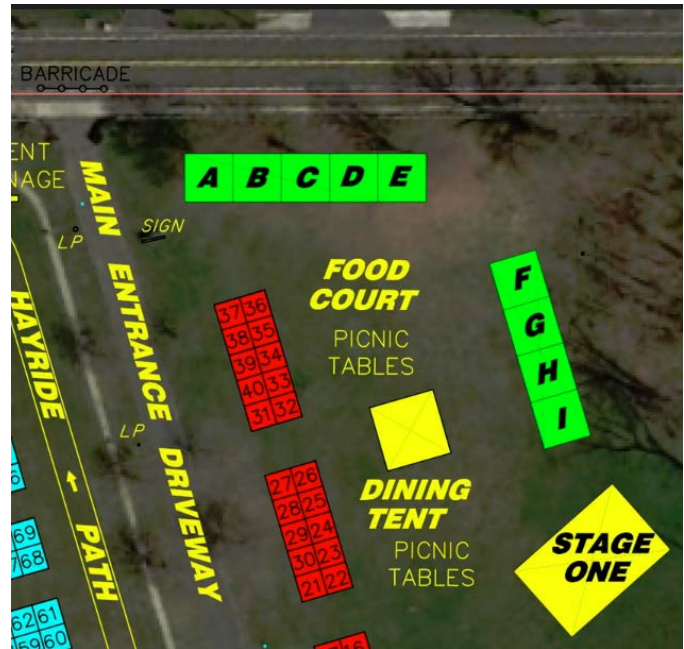 BARRICADE
ENT
NAGE
MAIN ENTRANCE DRIVEWAY
LP
SIGN
A B C D E
FOOD
COURT
PICNIC
TABLES
F
G
H
I
HAYRIDE PATH
37 36
38 35
39 34
40 33
31 32
LP
27 26
28 25
29 24
30 23
21 22
DINING
TENT
PICNIC
TABLES
STAGE
ONE
6
69
68
62 61
59 60
16